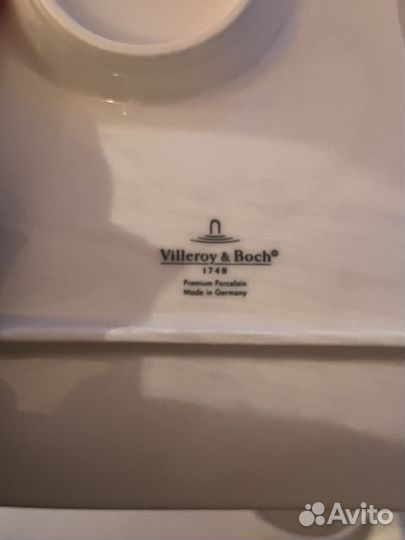 Villeroy & Boch®
1748
Premium Porcelain
Made in Germany
Avito